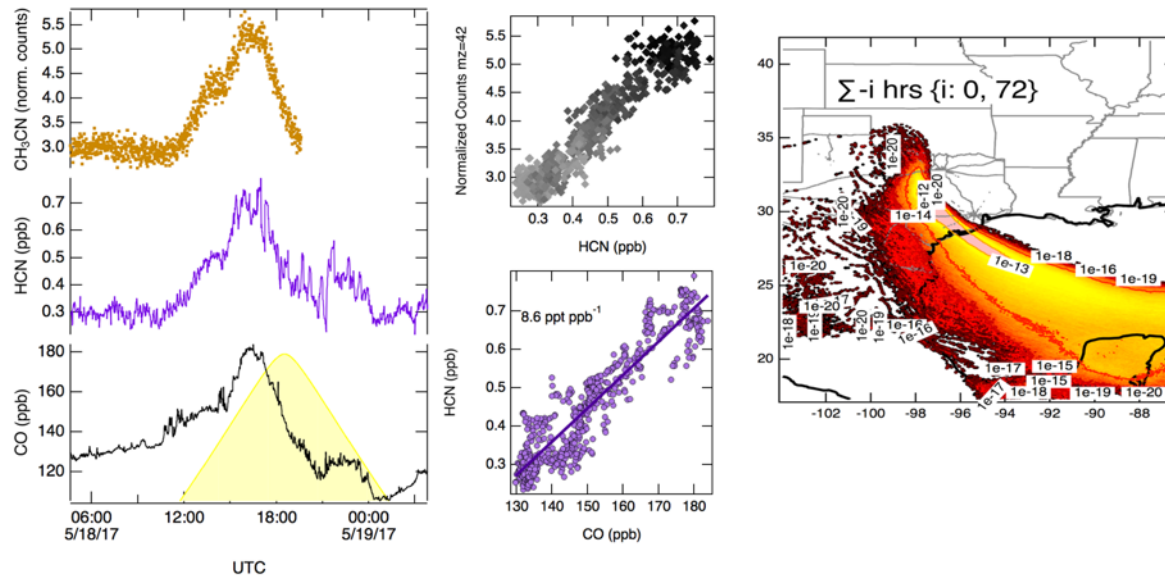 CH₃CN (norm. counts)
5.5
5.0
4.5
4.0
3.5
3.0
HCN (ppb)
0.7
0.6
0.5
0.4
0.3
CO (ppb)
180
160
140
120
06:00 12:00 18:00 00:00
5/18/17 5/19/17
UTC
Normalized Counts mz=42
5.5
5.0
4.5
4.0
3.5
3.0
0.3 0.4 0.5 0.6 0.7
HCN (ppb)
HCN (ppb)
8.6 ppt ppb⁻¹
0.7
0.6
0.5
0.4
0.3
130 140 150 160 170 180
CO (ppb)
∑-i hrs {i: 0, 72}
40
35
30
25
20
-102 -100 -98 -96 -94 -92 -90 -88
1e-20
1e-12
1e-20
1e-20
1e-14
1e-18
1e-13
1e-16
1e-19
1e-20
1e-20
1e-20
1e-19
1e-16
1e-16
1e-18
1e-17
1e-15
1e-15
1e-17
1e-18
1e-19
1e-20